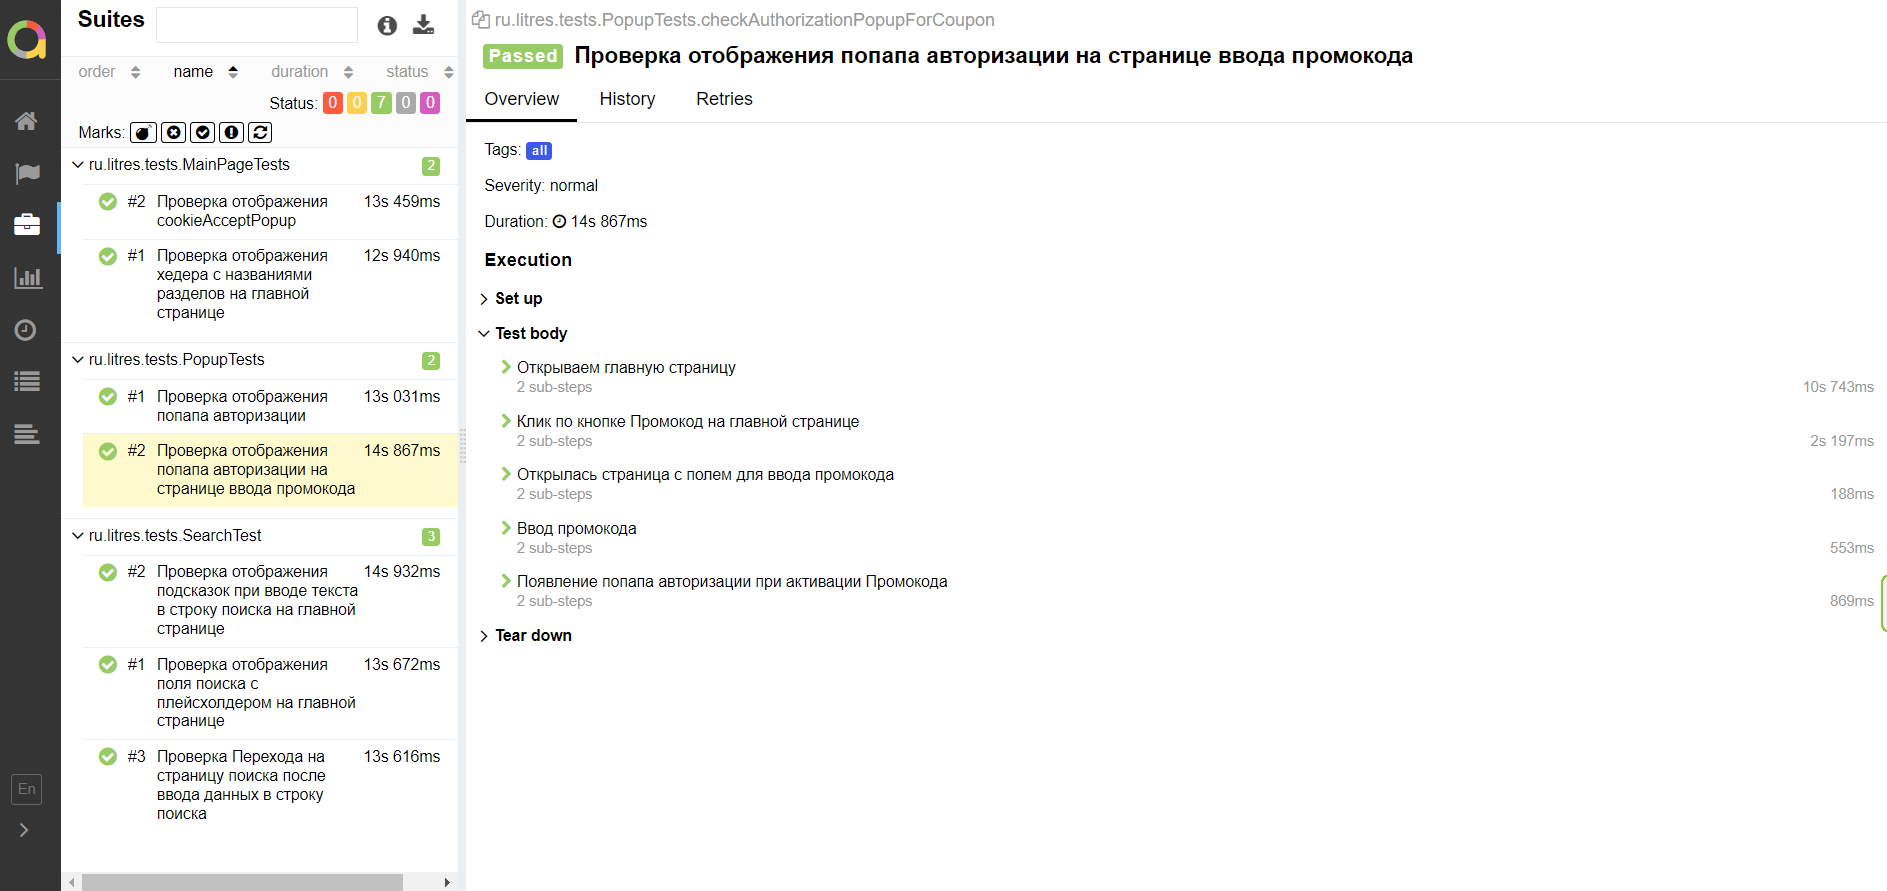 Suites
order name duration status
Status: 0 0 7 0 0
Marks:
ru.litres.tests.MainPageTests 2
#2 Проверка отображения 13s 459ms
cookieAcceptPopup
#1 Проверка отображения 12s 940ms
хедера с названиями
разделов на главной
странице
ru.litres.tests.PopupTests 2
#1 Проверка отображения 13s 031ms
попапа авторизации
#2 Проверка отображения 14s 867ms
попапа авторизации на
странице ввода промокода
ru.litres.tests.SearchTest 3
#2 Проверка отображения 14s 932ms
подсказок при вводе текста
в строку поиска на главной
странице
#1 Проверка отображения 13s 672ms
поля поиска с
плейсхолдером на главной
странице
#3 Проверка Перехода на 13s 616ms
страницу поиска после
ввода данных в строку
поиска
En
ru.litres.tests.PopupTests.checkAuthorizationPopupForCoupon
Passed Проверка отображения попапа авторизации на странице ввода промокода
Overview History Retries
Tags: all
Severity: normal
Duration: 14s 867ms
Execution
Set up
Test body
Открываем главную страницу
2 sub-steps 10s 743ms
Клик по кнопке Промокод на главной странице
2 sub-steps 2s 197ms
Открылась страница с полем для ввода промокода
2 sub-steps 188ms
Ввод промокода
2 sub-steps 553ms
Появление попапа авторизации при активации Промокода
2 sub-steps 869ms
Tear down